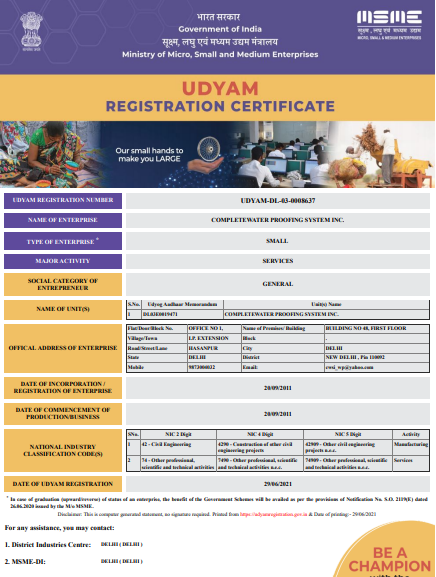 भारत सरकार
Government of India
सूक्ष्म, लघु एवं मध्यम उद्यम मंत्रालय
Ministry of Micro, Small and Medium Enterprises
MSME
सूक्ष्म, लघु एवं मध्यम उद्यम
MICRO, SMALL & MEDIUM ENTERPRISES
UDYAM
REGISTRATION CERTIFICATE
Our small hands to
make you LARGE
UDYAM REGISTRATION NUMBER UDYAM-DL-03-0008637
NAME OF ENTERPRISE COMPLETEWATER PROOFING SYSTEM INC.
TYPE OF ENTERPRISE * SMALL
MAJOR ACTIVITY SERVICES
SOCIAL CATEGORY OF
ENTREPRENEUR GENERAL
NAME OF UNIT(S)
S.No. Udyog Aadhaar Memorandum Unit(s) Name
1 DL03E0019471 COMPLETEWATER PROOFING SYSTEM INC.
OFFICAL ADDRESS OF ENTERPRISE
Flat/Door/Block No. OFFICE NO 1, Name of Premises/ Building BUILDING NO 48, FIRST FLOOR
Village/Town I.P. EXTENSION Block .
Road/Street/Lane HASANPUR City DELHI
State DELHI District NEW DELHI , Pin 110092
Mobile 9873000032 Email: cwsi_wp@yahoo.com
DATE OF INCORPORATION /
REGISTRATION OF ENTERPRISE 20/09/2011
DATE OF COMMENCEMENT OF
PRODUCTION/BUSINESS 20/09/2011
NATIONAL INDUSTRY
CLASSIFICATION CODE(S)
SNo. NIC 2 Digit NIC 4 Digit NIC 5 Digit Activity
1 42 - Civil Engineering 4290 - Construction of other civil engineering projects 42909 - Other civil engineering projects n.e.c. Manufacturing
2 74 - Other professional, scientific and technical activities 7490 - Other professional, scientific and technical activities n.e.c. 74909 - Other professional, scientific and technical activities n.e.c. Services
DATE OF UDYAM REGISTRATION 29/06/2021
* In case of graduation (upward/reverse) of status of an enterprise, the benefit of the Government Schemes will be availed as per the provisions of Notification No. S.O. 2119(E) dated
26.06.2020 issued by the M/o MSME.
Disclaimer: This is computer generated statement, no signature required. Printed from https://udyamregistration.gov.in & Date of printing:- 29/06/2021
For any assistance, you may contact:
1. District Industries Centre: DELHI ( DELHI )
2. MSME-DI: DELHI ( DELHI )
BE A
CHAMPION